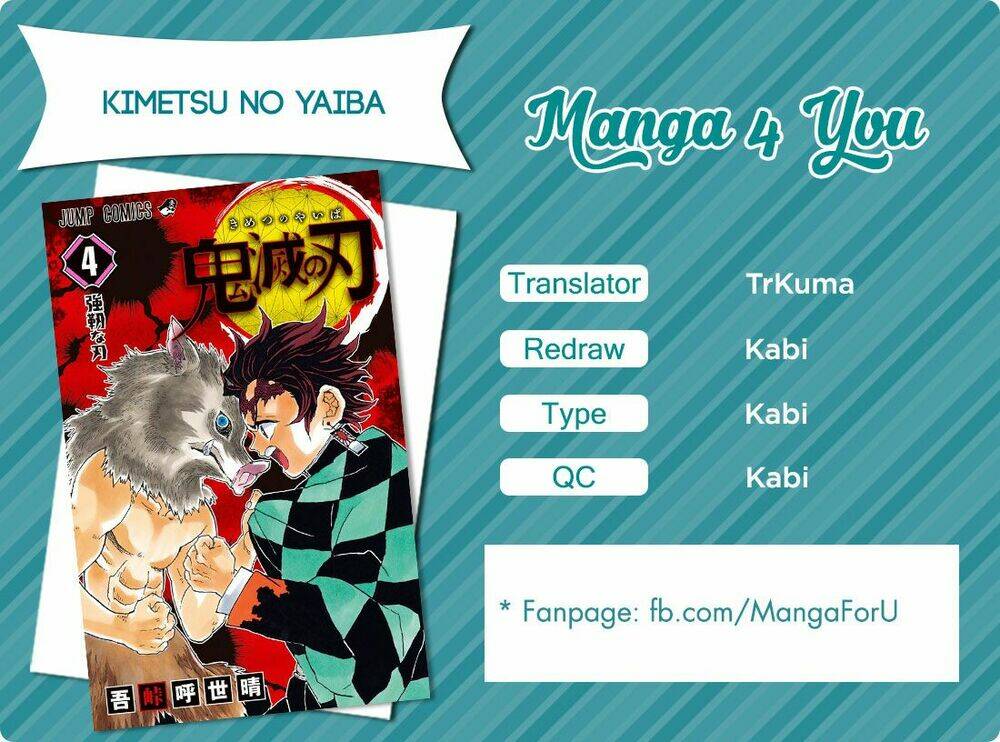 KIMETSU NO YAIBA
Manga 4 You
JUMP COMICS
きめつのやいば
鬼滅の刃
4
強靭な刃
吾峠呼世晴
Translator TrKuma
Redraw Kabi
Type Kabi
QC Kabi
* Fanpage: fb.com/MangaForU